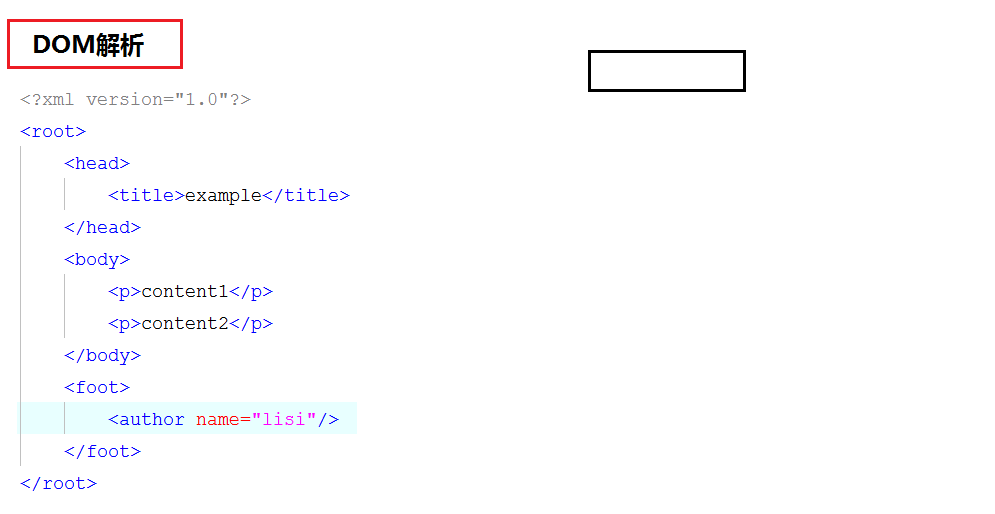 DOM解析
<?xml version="1.0"?>
<root>
<head>
<title>example</title>
</head>
<body>
<p>content1</p>
<p>content2</p>
</body>
<foot>
<author name="lisi"/>
</foot>
</root>